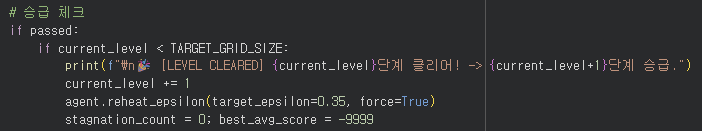 # 승급 체크
if passed:
if current_level < TARGET_GRID_SIZE:
print(f"₩n🎉 [LEVEL CLEARED] {current_level}단계 클리어! -> {current_level+1}단계 승급.")
current_level += 1
agent.reheat_epsilon(target_epsilon=0.35, force=True)
stagnation_count = 0; best_avg_score = -9999